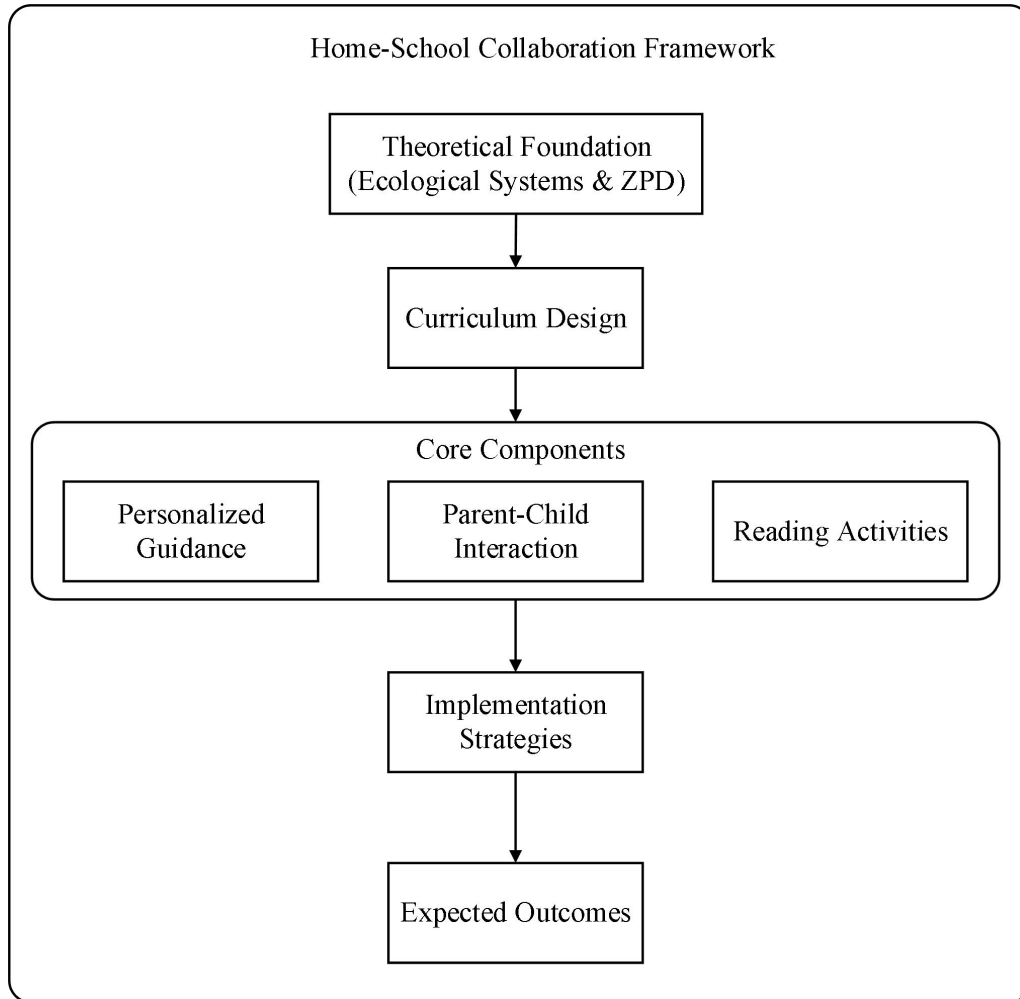 Home-School Collaboration Framework
Theoretical Foundation
(Ecological Systems & ZPD)
Curriculum Design
Core Components
Personalized
Guidance
Parent-Child
Interaction
Reading Activities
Implementation
Strategies
Expected Outcomes